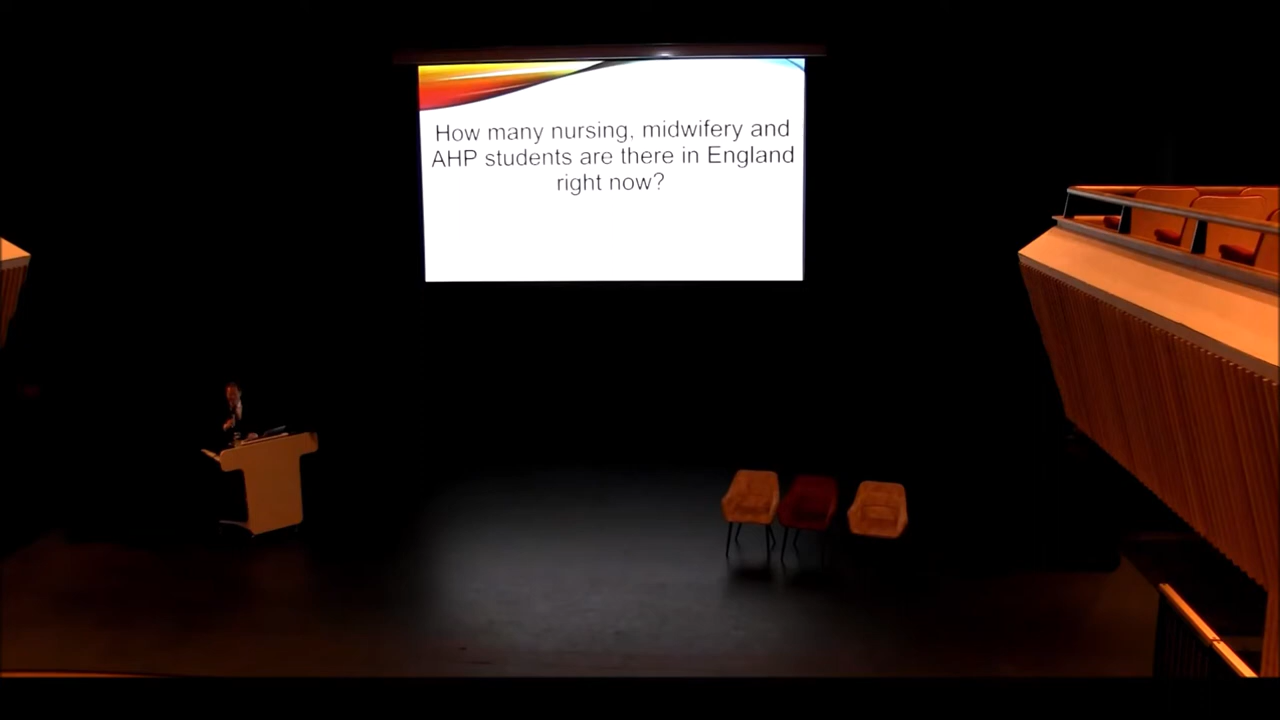 How many nursing, midwifery and
AHP students are there in England
right now?